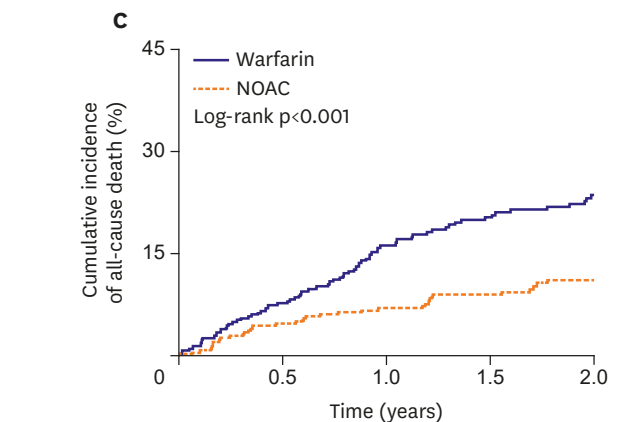 C
45
30
15
0
Cumulative incidence
of all-cause death (%)
Warfarin
NOAC
Log-rank p<0.001
0.5
1.0
1.5
2.0
Time (years)